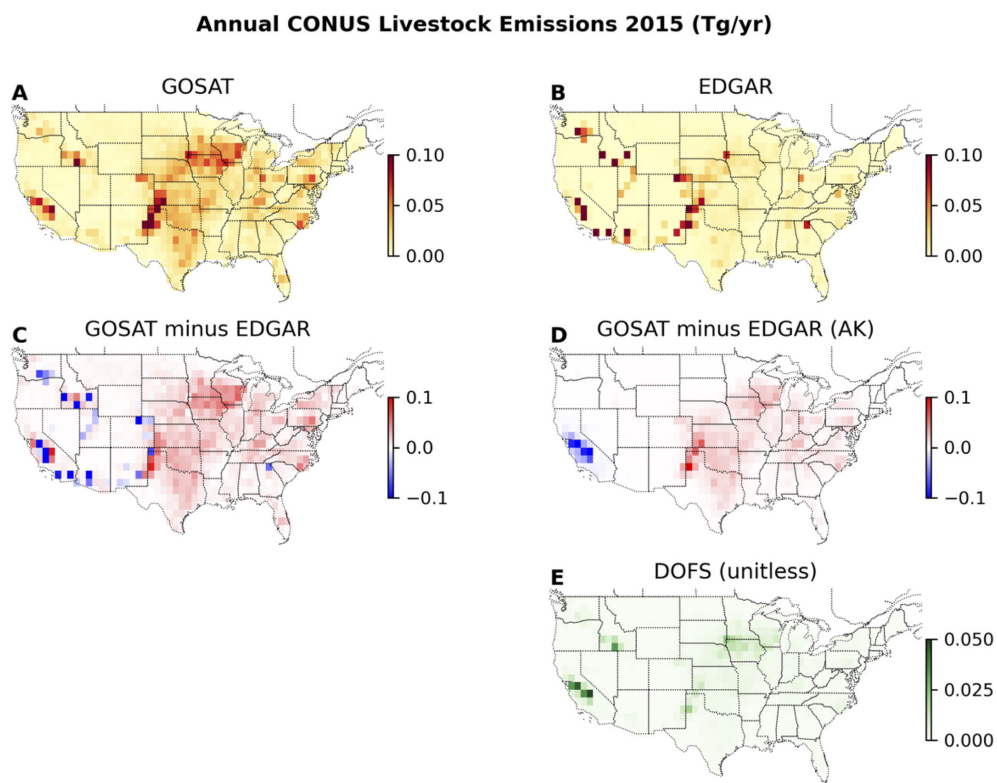 Annual CONUS Livestock Emissions 2015 (Tg/yr)
A GOSAT
0.10
0.05
0.00
B EDGAR
0.10
0.05
0.00
C GOSAT minus EDGAR
0.1
0.0
−0.1
D GOSAT minus EDGAR (AK)
0.1
0.0
−0.1
E DOFS (unitless)
0.050
0.025
0.000